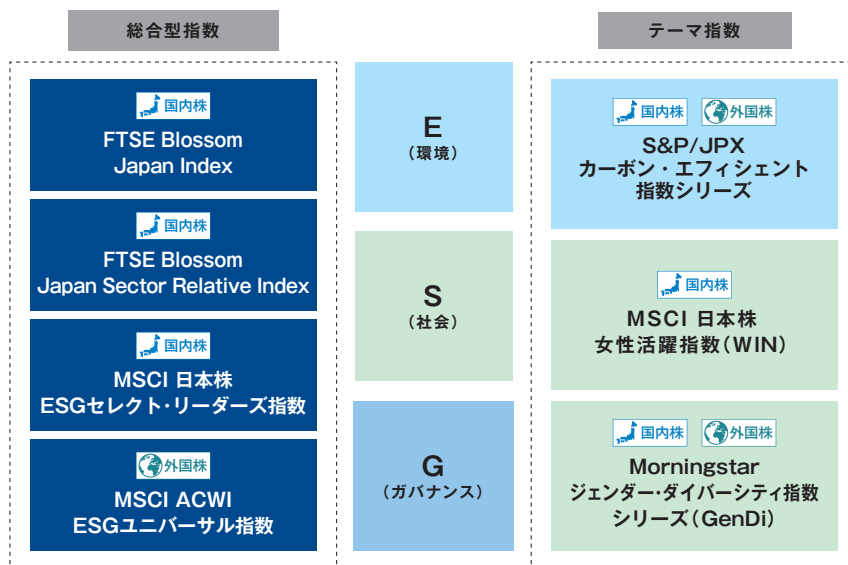 総合型指数
国内株
FTSE Blossom
Japan Index
国内株
FTSE Blossom
Japan Sector Relative Index
国内株
MSCI 日本株
ESGセレクト・リーダーズ指数
外国株
MSCI ACWI
ESGユニバーサル指数
E
(環境)
S
(社会)
G
(ガバナンス)
テーマ指数
国内株 外国株
S&P/JPX
カーボン・エフィシェント
指数シリーズ
国内株
MSCI 日本株
女性活躍指数(WIN)
国内株 外国株
Morningstar
ジェンダー・ダイバーシティ指数
シリーズ(GenDi)